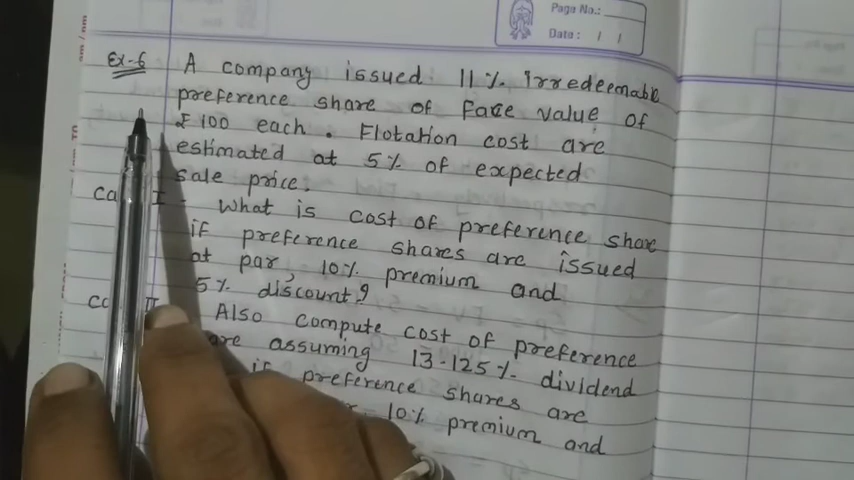 Page No.:
Date : / /
Ex-6 A company issued 11% irredeemable
preference share of face value of
₹100 each. Flotation cost are
estimated at 5% of expected
sale price.
I - What is cost of preference share
if preference shares are issued
at par, 10% premium and
5% discount?
II Also compute cost of preference
assuming 13.125% dividend
if preference shares are
10% premium and